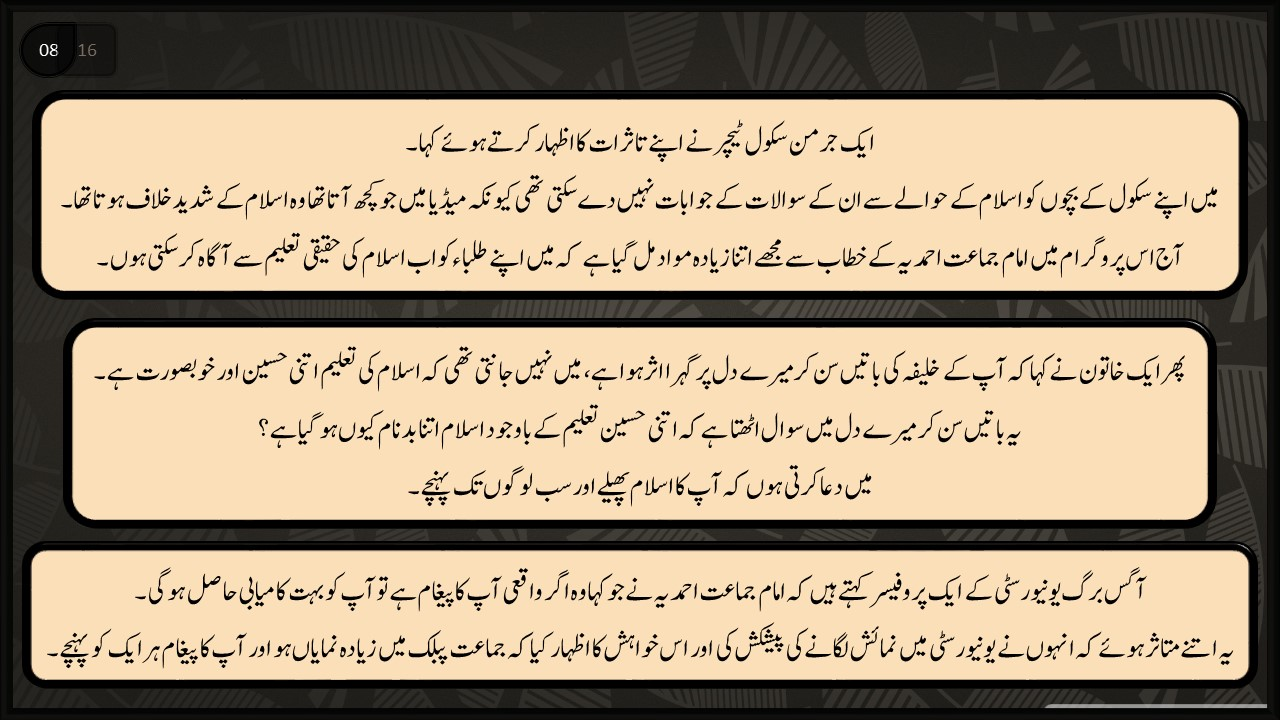 08 16
ایک جرمن سکول ٹیچر نے اپنے تاثرات کا اظہار کرتے ہوئے کہا۔
میں اپنے سکول کے بچوں کو اسلام کے حوالے سے ان کے سوالات کے جوابات نہیں دے سکتی تھی کیونکہ میڈیا میں جو کچھ آتا تھا وہ اسلام کے شدید خلاف ہوتا تھا۔
آج اس پروگرام میں امام جماعت احمدیہ کے خطاب سے مجھے اتنا زیادہ مواد مل گیا ہے کہ میں اپنے طلباء کو اب اسلام کی حقیقی تعلیم سے آگاہ کر سکتی ہوں۔
پھر ایک خاتون نے کہا کہ آپ کے خلیفہ کی باتیں سن کر میرے دل پر گہرا اثر ہوا ہے، میں نہیں جانتی تھی کہ اسلام کی تعلیم اتنی حسین اور خوبصورت ہے۔
یہ باتیں سن کر میرے دل میں سوال اٹھتا ہے کہ اتنی حسین تعلیم کے باوجود اسلام اتنا بدنام کیوں ہو گیا ہے؟
میں دعا کرتی ہوں کہ آپ کا اسلام پھیلے اور سب لوگوں تک پہنچے۔
آگس برگ یونیورسٹی کے ایک پروفیسر کہتے ہیں کہ امام جماعت احمدیہ نے جو کہا وہ اگر واقعی آپ کا پیغام ہے تو آپ کو بہت کامیابی حاصل ہوگی۔
یہ اتنے متاثر ہوئے کہ انہوں نے یونیورسٹی میں نمائش لگانے کی پیشکش کی اور اس خواہش کا اظہار کیا کہ جماعت پبلک میں زیادہ نمایاں ہو اور آپ کا پیغام ہر ایک کو پہنچے۔